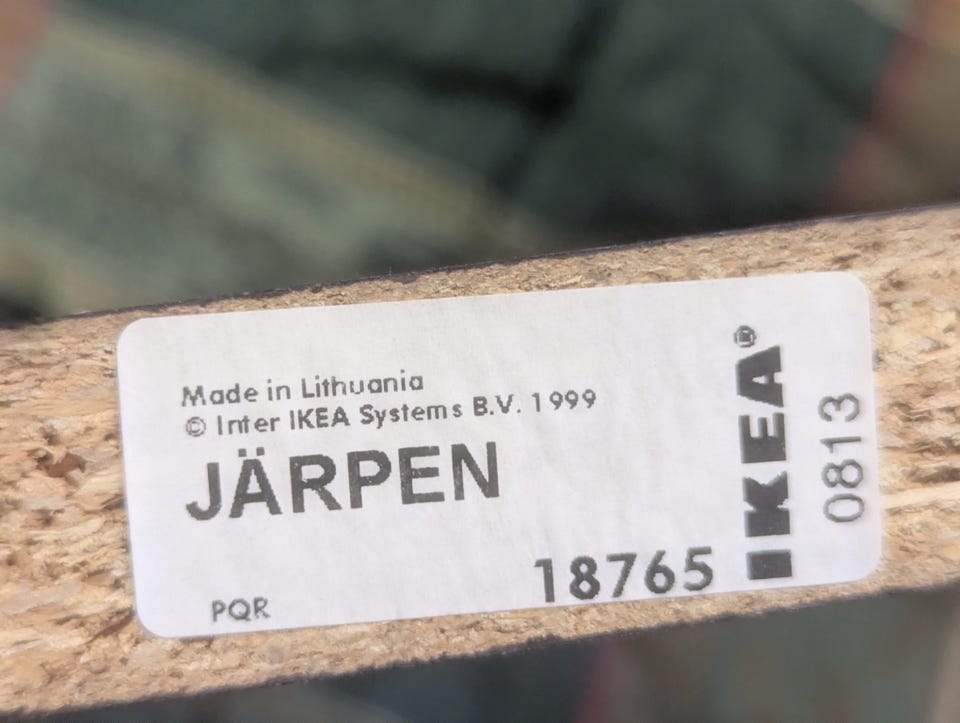 Made in Lithuania
© Inter IKEA Systems B.V. 1999
JÄRPEN
18765
PQR
IKEA®
0813